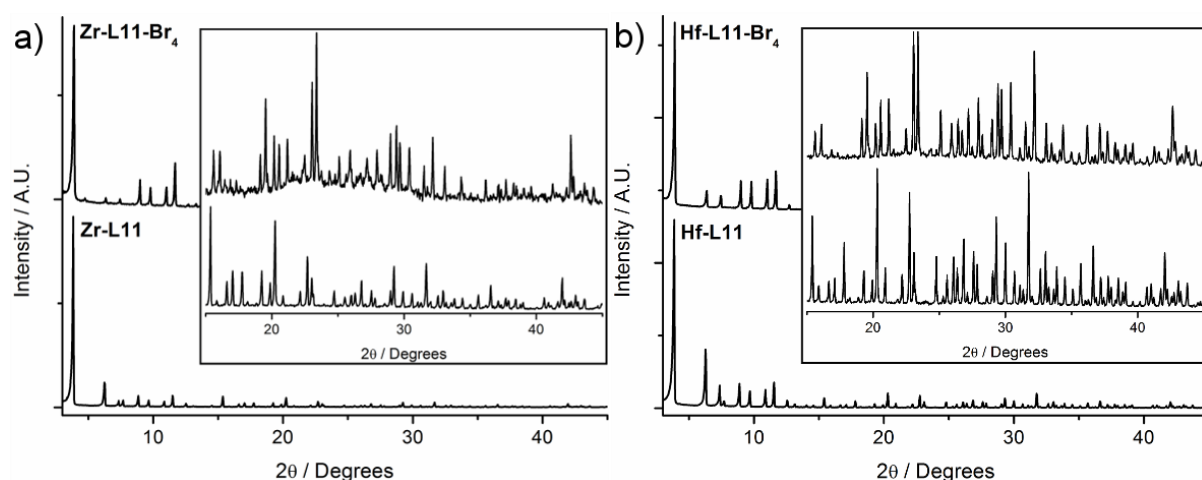 a)
Zr-L11-Br₄
Zr-L11
Intensity / A.U.
20 30 40
2θ / Degrees
10 20 30 40
2θ / Degrees
b)
Hf-L11-Br₄
Hf-L11
Intensity / A.U.
20 30 40
2θ / Degrees
10 20 30 40
2θ / Degrees